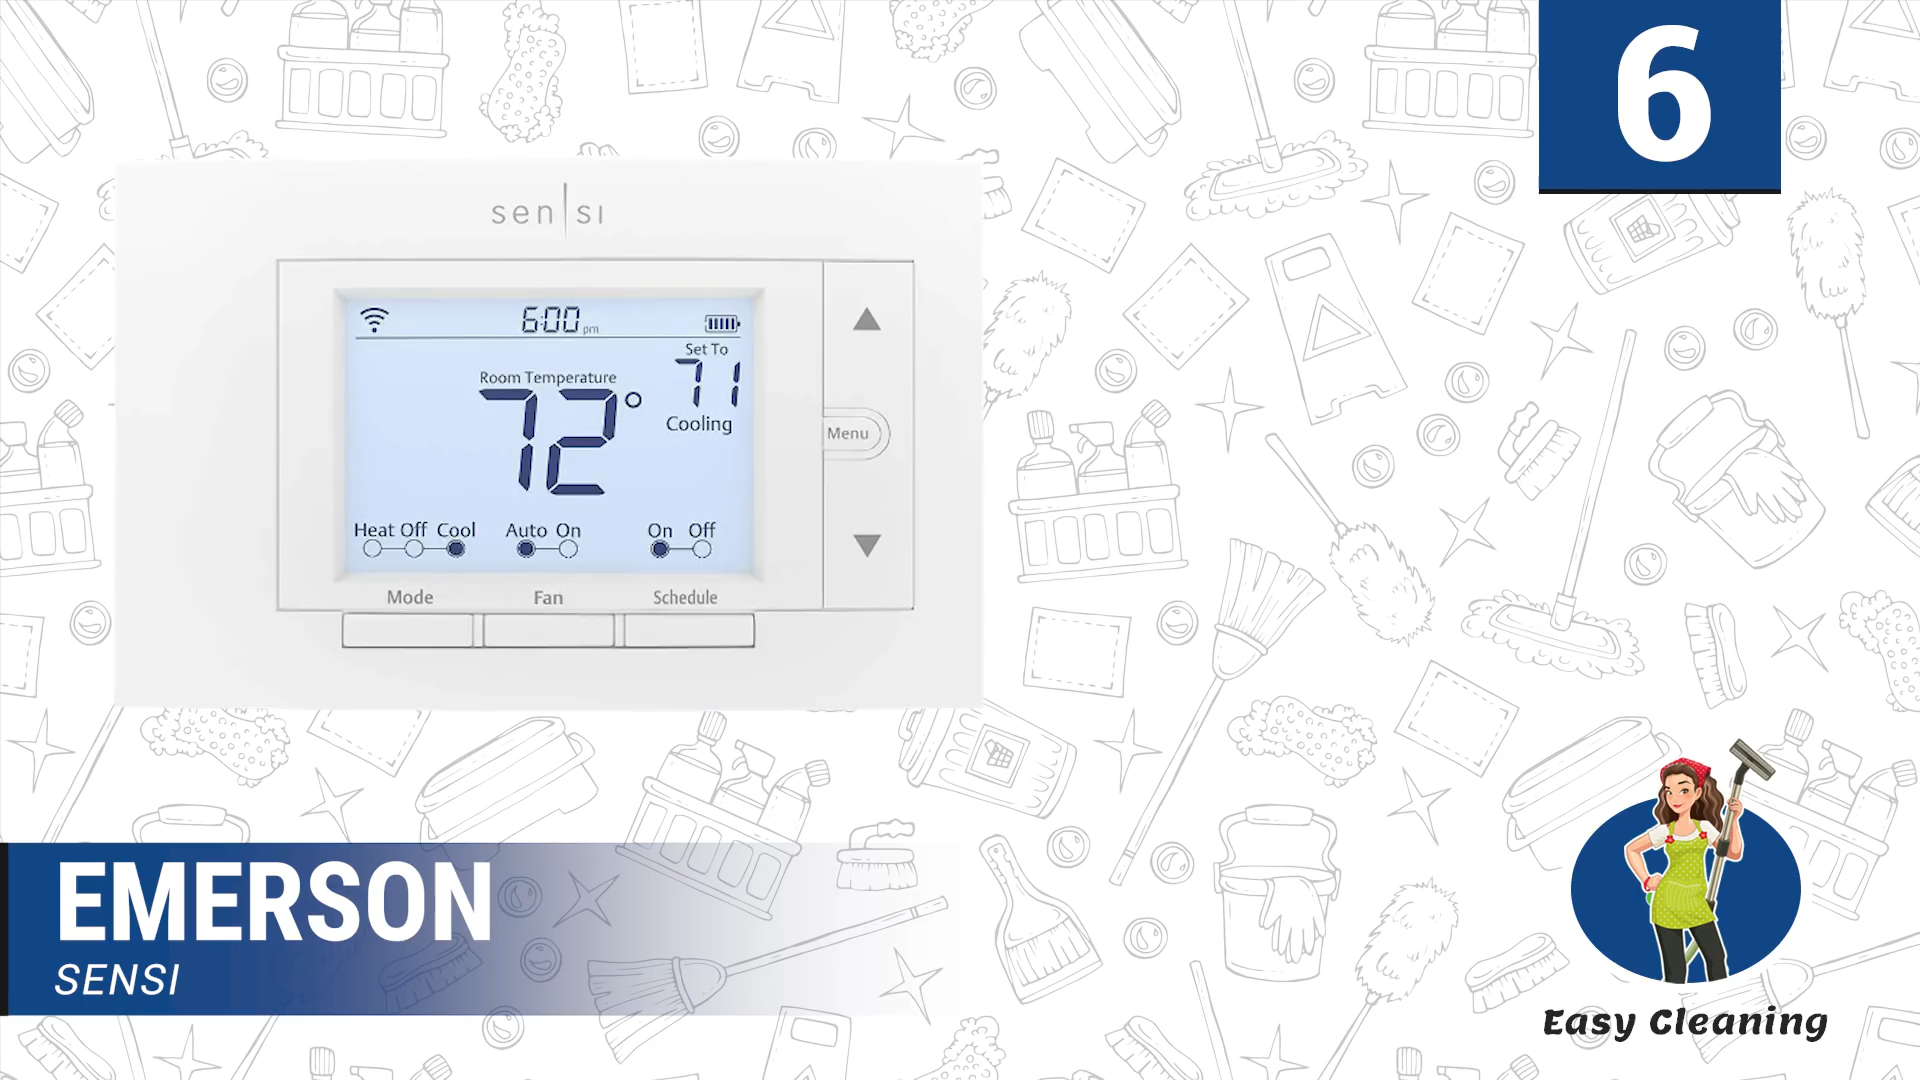 6
sensi
6:00 pm
Set To
71
Room Temperature
72°
Cooling
Menu
Heat Off Cool Auto On On Off
Mode Fan Schedule
EMERSON
SENSI
Easy Cleaning